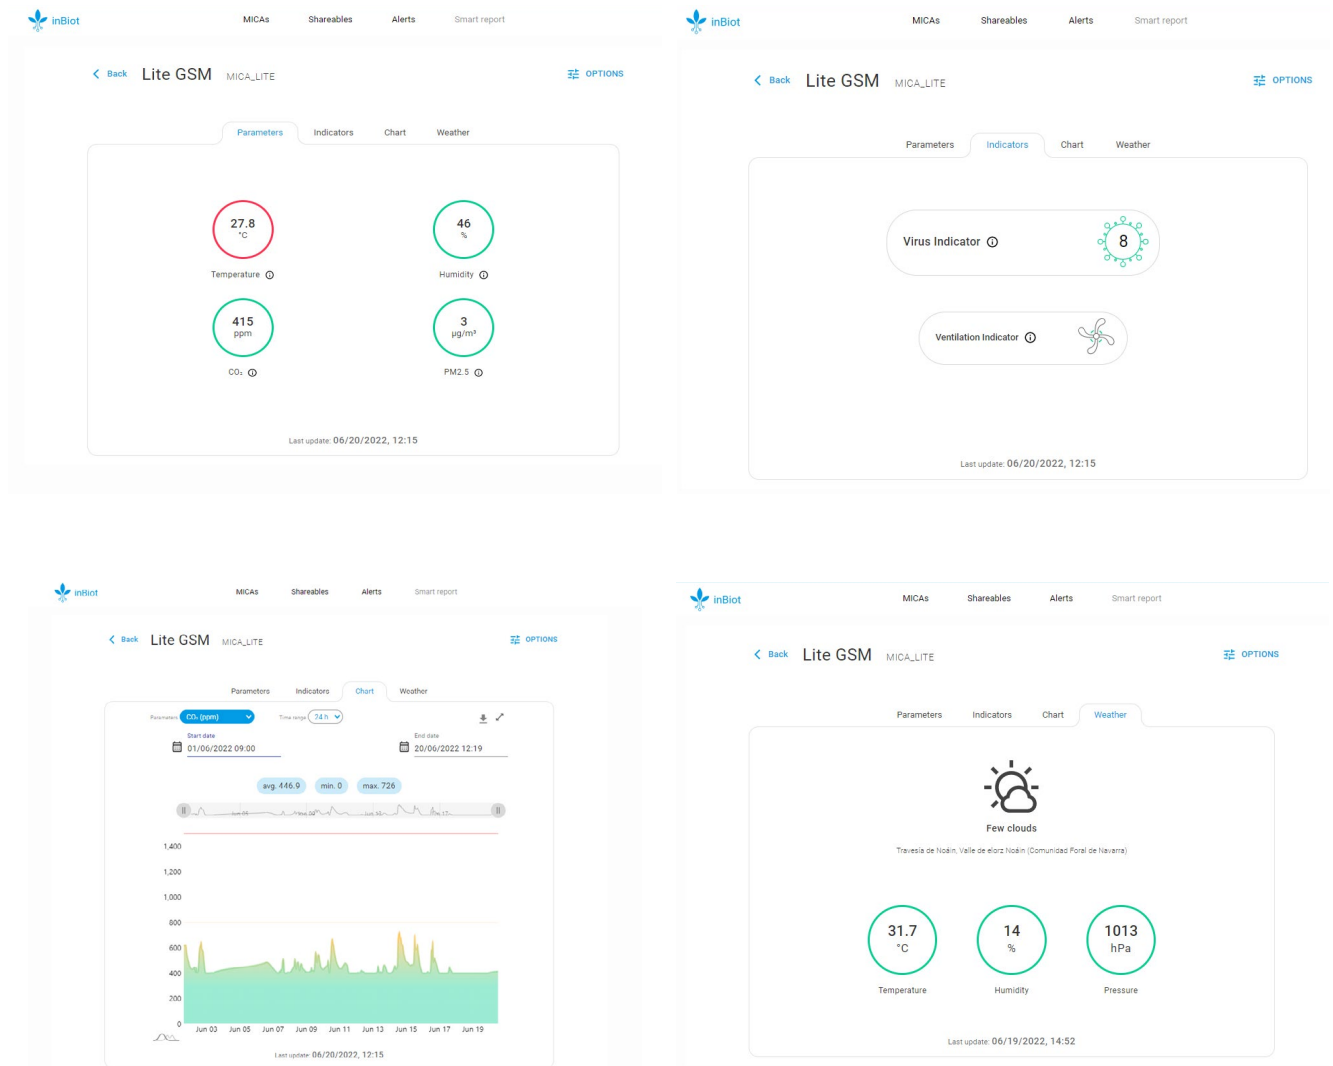 inBiot
MICAs Shareables Alerts Smart report
Back Lite GSM MICA_LITE OPTIONS
Parameters Indicators Chart Weather
27.8
°C
Temperature
46
%
Humidity
415
ppm
CO₂
3
µg/m³
PM2.5
Last update: 06/20/2022, 12:15
inBiot
MICAs Shareables Alerts Smart report
Back Lite GSM MICA_LITE OPTIONS
Parameters Indicators Chart Weather
Virus Indicator 8
Ventilation Indicator
Last update: 06/20/2022, 12:15
inBiot
MICAs Shareables Alerts Smart report
Back Lite GSM MICA_LITE OPTIONS
Parameters Indicators Chart Weather
Parameters CO₂ (ppm) Time range 24 h
Start date
01/06/2022 09:00
End date
20/06/2022 12:19
avg. 446.9 min. 0 max. 726
1,400
1,200
1,000
800
600
400
200
0
Jun 03 Jun 05 Jun 07 Jun 09 Jun 11 Jun 13 Jun 15 Jun 17 Jun 19
Last update: 06/20/2022, 12:15
inBiot
MICAs Shareables Alerts Smart report
Back Lite GSM MICA_LITE OPTIONS
Parameters Indicators Chart Weather
Few clouds
Travesía de Noáin, Valle de elorz Noáin (Comunidad Foral de Navarra)
31.7
°C
Temperature
14
%
Humidity
1013
hPa
Pressure
Last update: 06/19/2022, 14:52